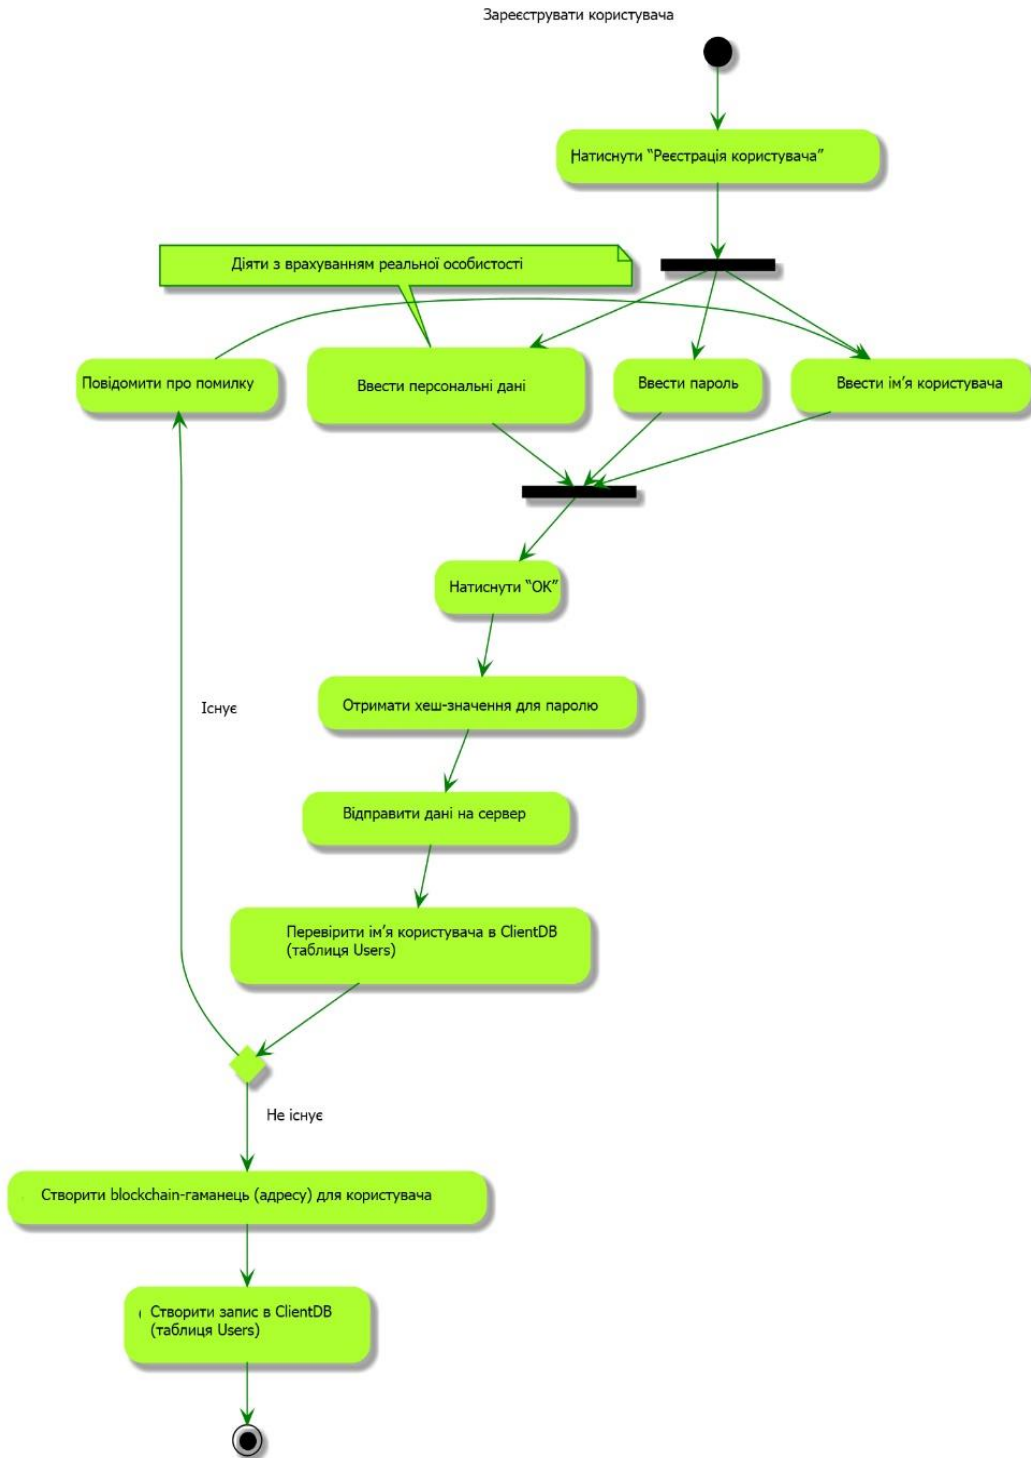 Зареєструвати користувача
Натиснути “Реєстрація користувача”
Діяти з врахуванням реальної особистості
Повідомити про помилку
Ввести персональні дані
Ввести пароль
Ввести ім’я користувача
Натиснути “ОК”
Отримати хеш-значення для паролю
Існує
Відправити дані на сервер
Перевірити ім’я користувача в ClientDB
(таблиця Users)
Не існує
Створити blockchain-гаманець (адресу) для користувача
Створити запис в ClientDB
(таблиця Users)